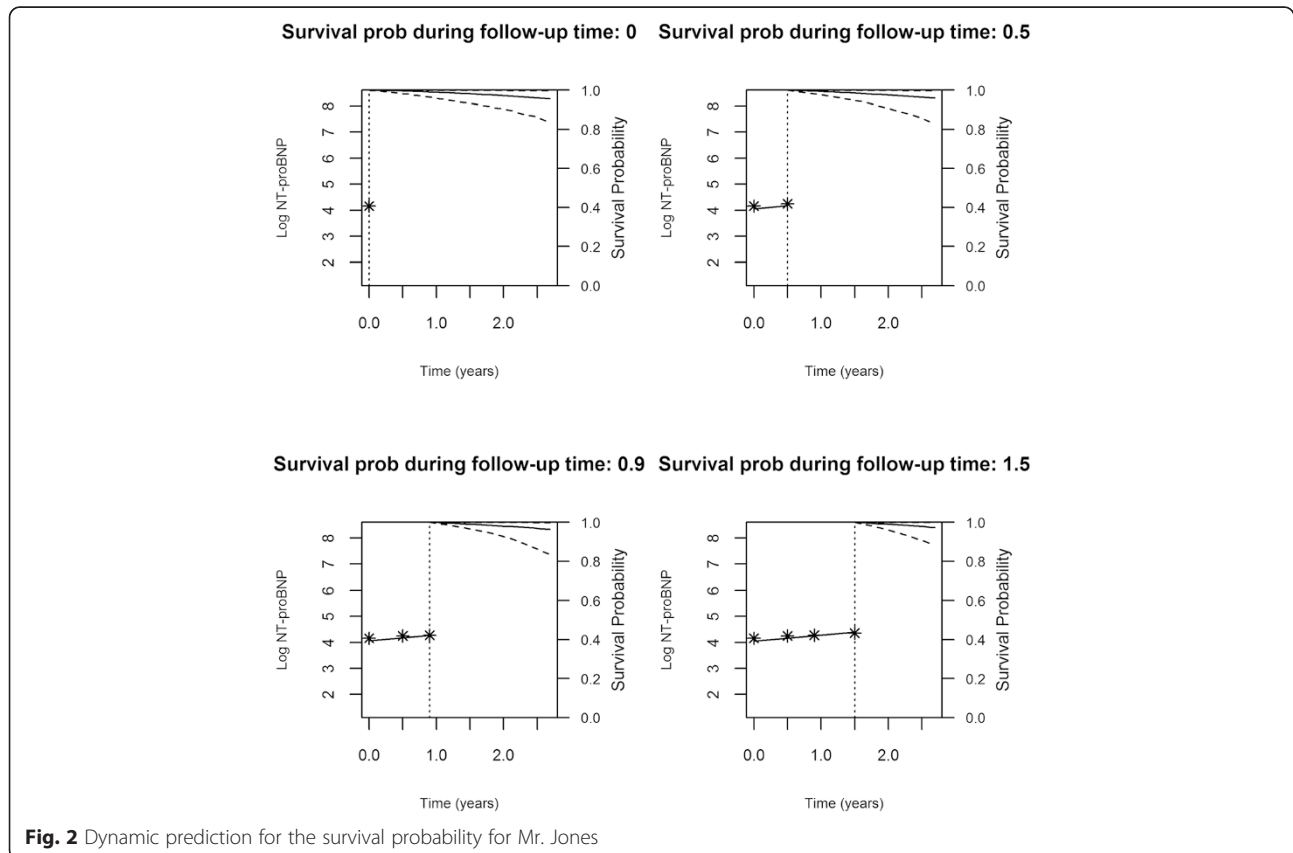 Survival prob during follow-up time: 0
Log NT-proBNP
8
7
6
5
4
3
2
1.0
0.8
0.6
0.4
0.2
0.0
Survival Probability
0.0 1.0 2.0
Time (years)
Survival prob during follow-up time: 0.5
Log NT-proBNP
8
7
6
5
4
3
2
1.0
0.8
0.6
0.4
0.2
0.0
Survival Probability
0.0 1.0 2.0
Time (years)
Survival prob during follow-up time: 0.9
Log NT-proBNP
8
7
6
5
4
3
2
1.0
0.8
0.6
0.4
0.2
0.0
Survival Probability
0.0 1.0 2.0
Time (years)
Survival prob during follow-up time: 1.5
Log NT-proBNP
8
7
6
5
4
3
2
1.0
0.8
0.6
0.4
0.2
0.0
Survival Probability
0.0 1.0 2.0
Time (years)
Fig. 2 Dynamic prediction for the survival probability for Mr. Jones